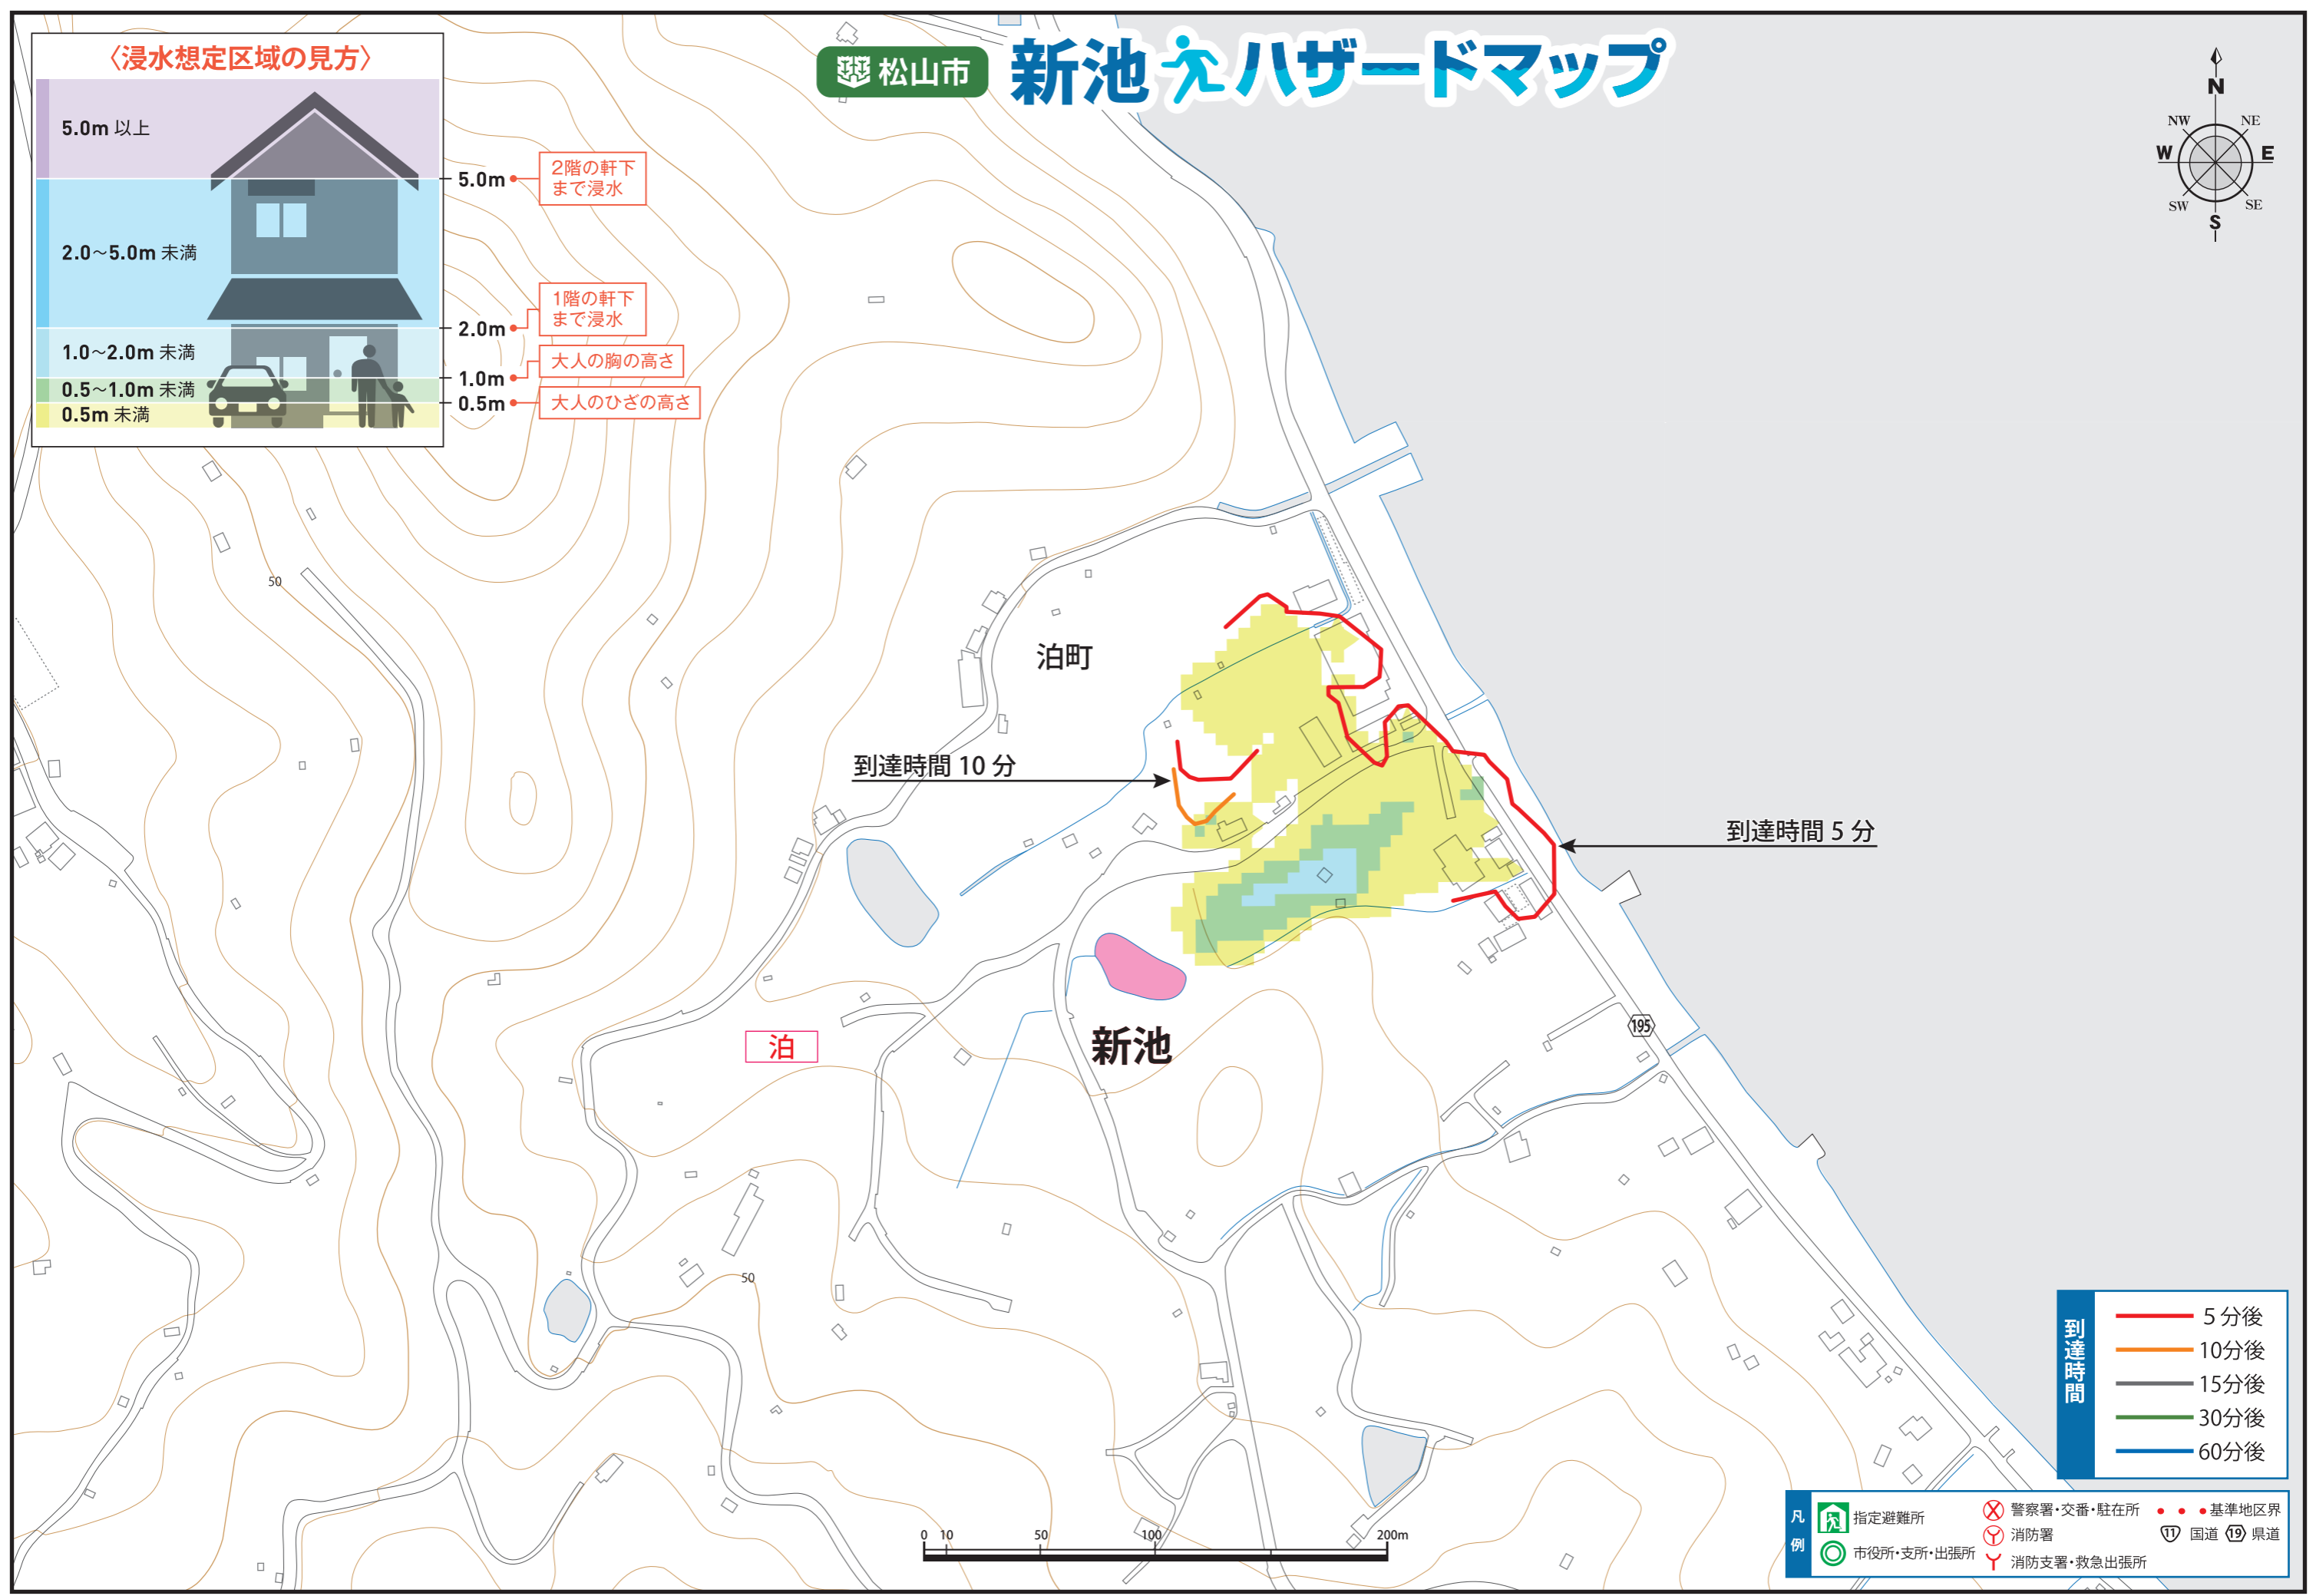 松山市 新池 ハザードマップ
〈浸水想定区域の見方〉
5.0m 以上
2.0～5.0m 未満
1.0～2.0m 未満
0.5～1.0m 未満
0.5m 未満
5.0m
2階の軒下
まで浸水
2.0m
1階の軒下
まで浸水
1.0m
大人の胸の高さ
0.5m
大人のひざの高さ
N
NW
NE
W
E
SW
SE
S
50
泊町
到達時間 10 分
到達時間 5 分
泊
新池
195
50
到達時間
5 分後
10分後
15分後
30分後
60分後
0 10 50 100 200m
凡例
指定避難所
市役所・支所・出張所
警察署・交番・駐在所
消防署
消防支署・救急出張所
基準地区界
11 国道 19 県道